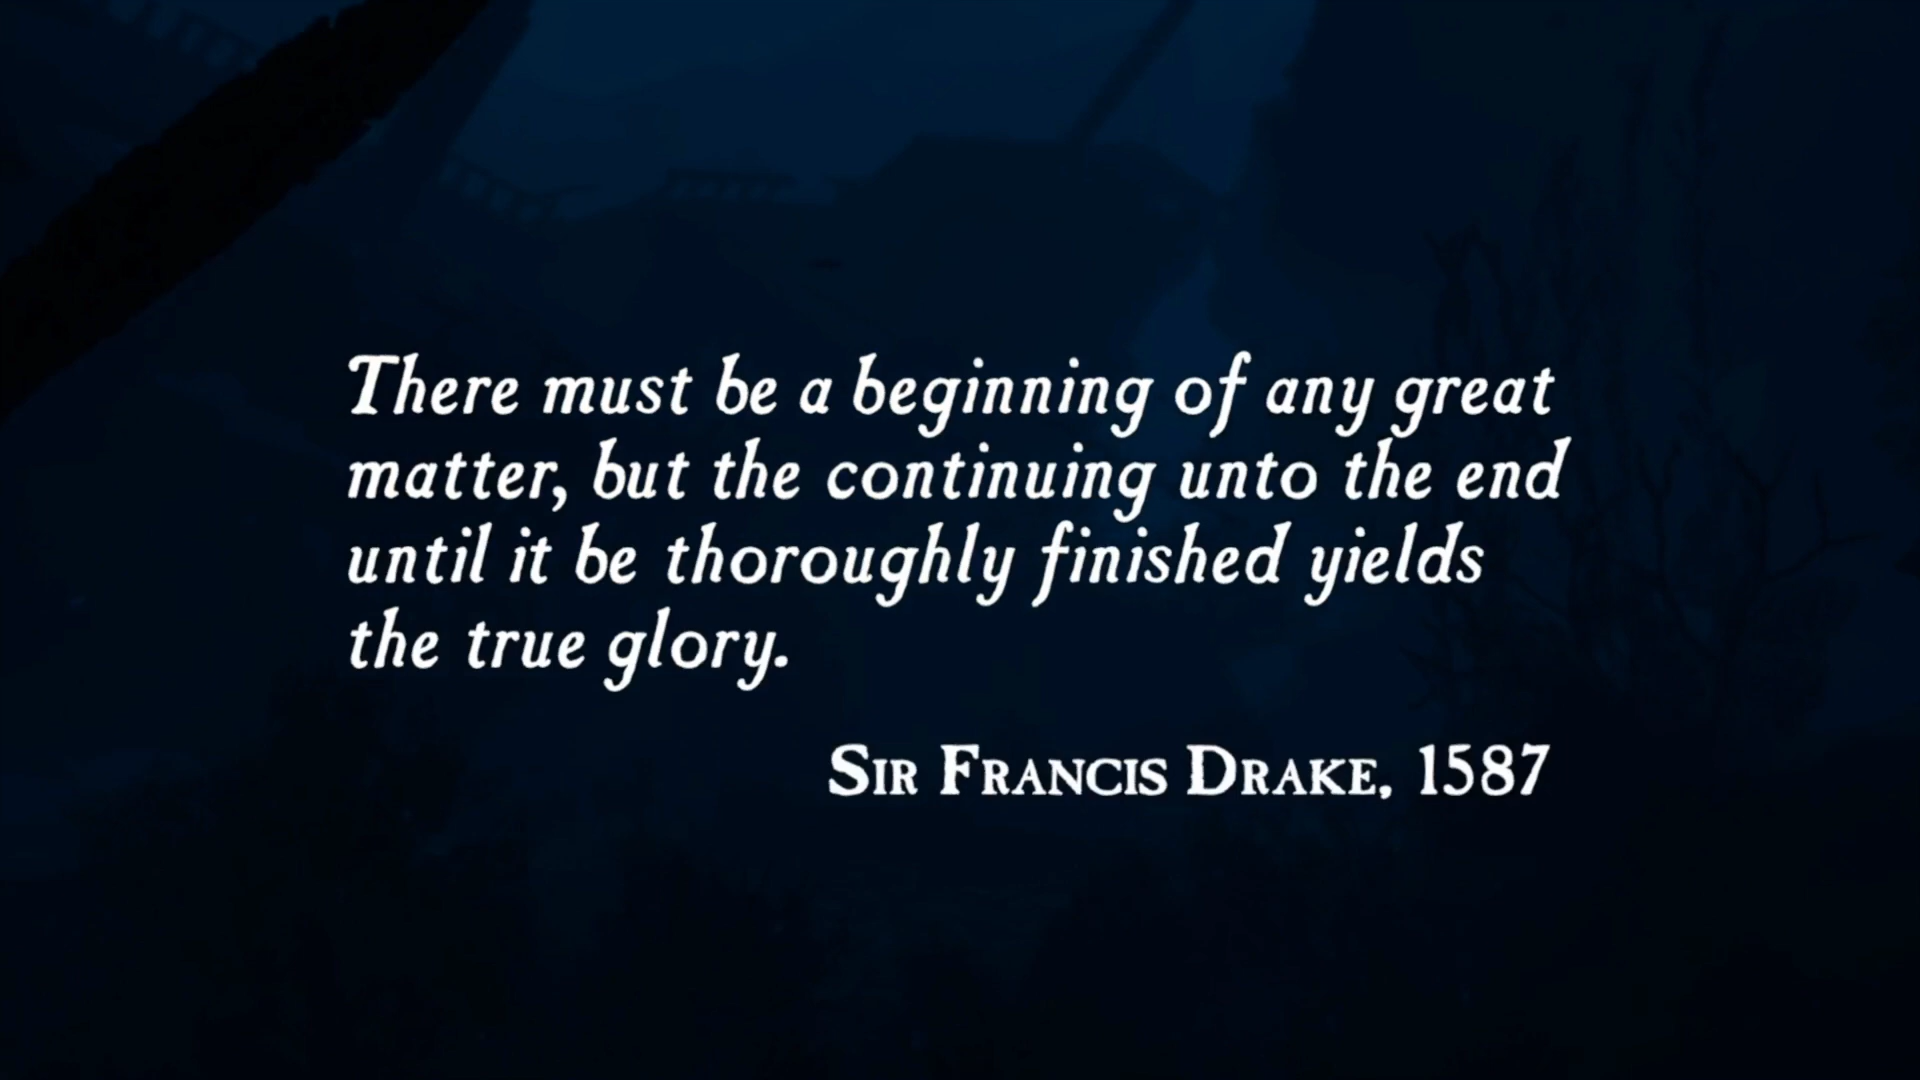 There must be a beginning of any great
matter, but the continuing unto the end
until it be thoroughly finished yields
the true glory.
Sir Francis Drake, 1587